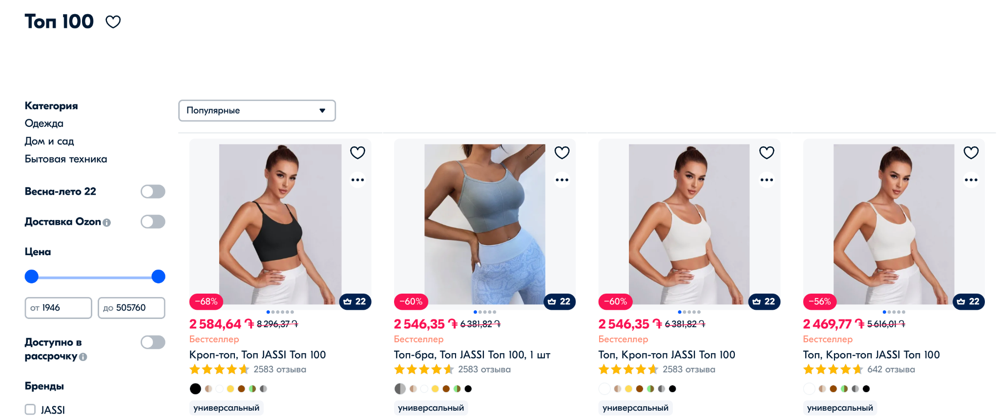 Топ 100
Категория
Одежда
Дом и сад
Бытовая техника
Весна-лето 22
Доставка Ozon
Цена
от 1946
до 505760
Доступно в
рассрочку
Бренды
JASSI
Популярные
−68%
22
2 584,64 ֏ 8 296,37 ֏
Бестселлер
Кроп-топ, Топ JASSI Топ 100
2583 отзыва
универсальный
−60%
22
2 546,35 ֏ 6 381,82 ֏
Бестселлер
Топ-бра, Топ JASSI Топ 100, 1 шт
2583 отзыва
универсальный
−60%
22
2 546,35 ֏ 6 381,82 ֏
Бестселлер
Топ, Кроп-топ JASSI Топ 100
2583 отзыва
универсальный
−56%
22
2 469,77 ֏ 5 616,01 ֏
Бестселлер
Топ, Кроп-топ JASSI Топ 100
642 отзыва
универсальный